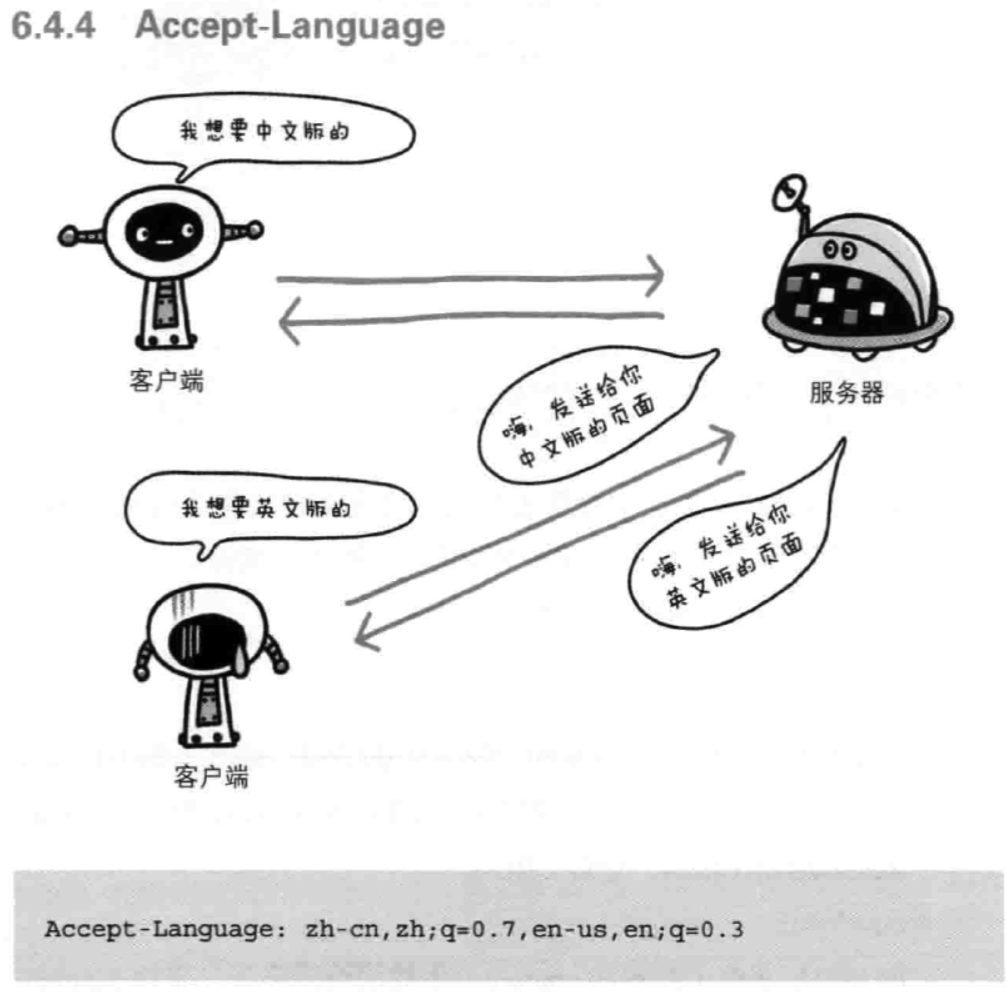 6.4.4 Accept-Language
我想要中文版的
客户端
服务器
嗨，发送给你
中文版的页面
我想要英文版的
嗨，发送给你
英文版的页面
客户端
Accept-Language: zh-cn,zh;q=0.7,en-us,en;q=0.3